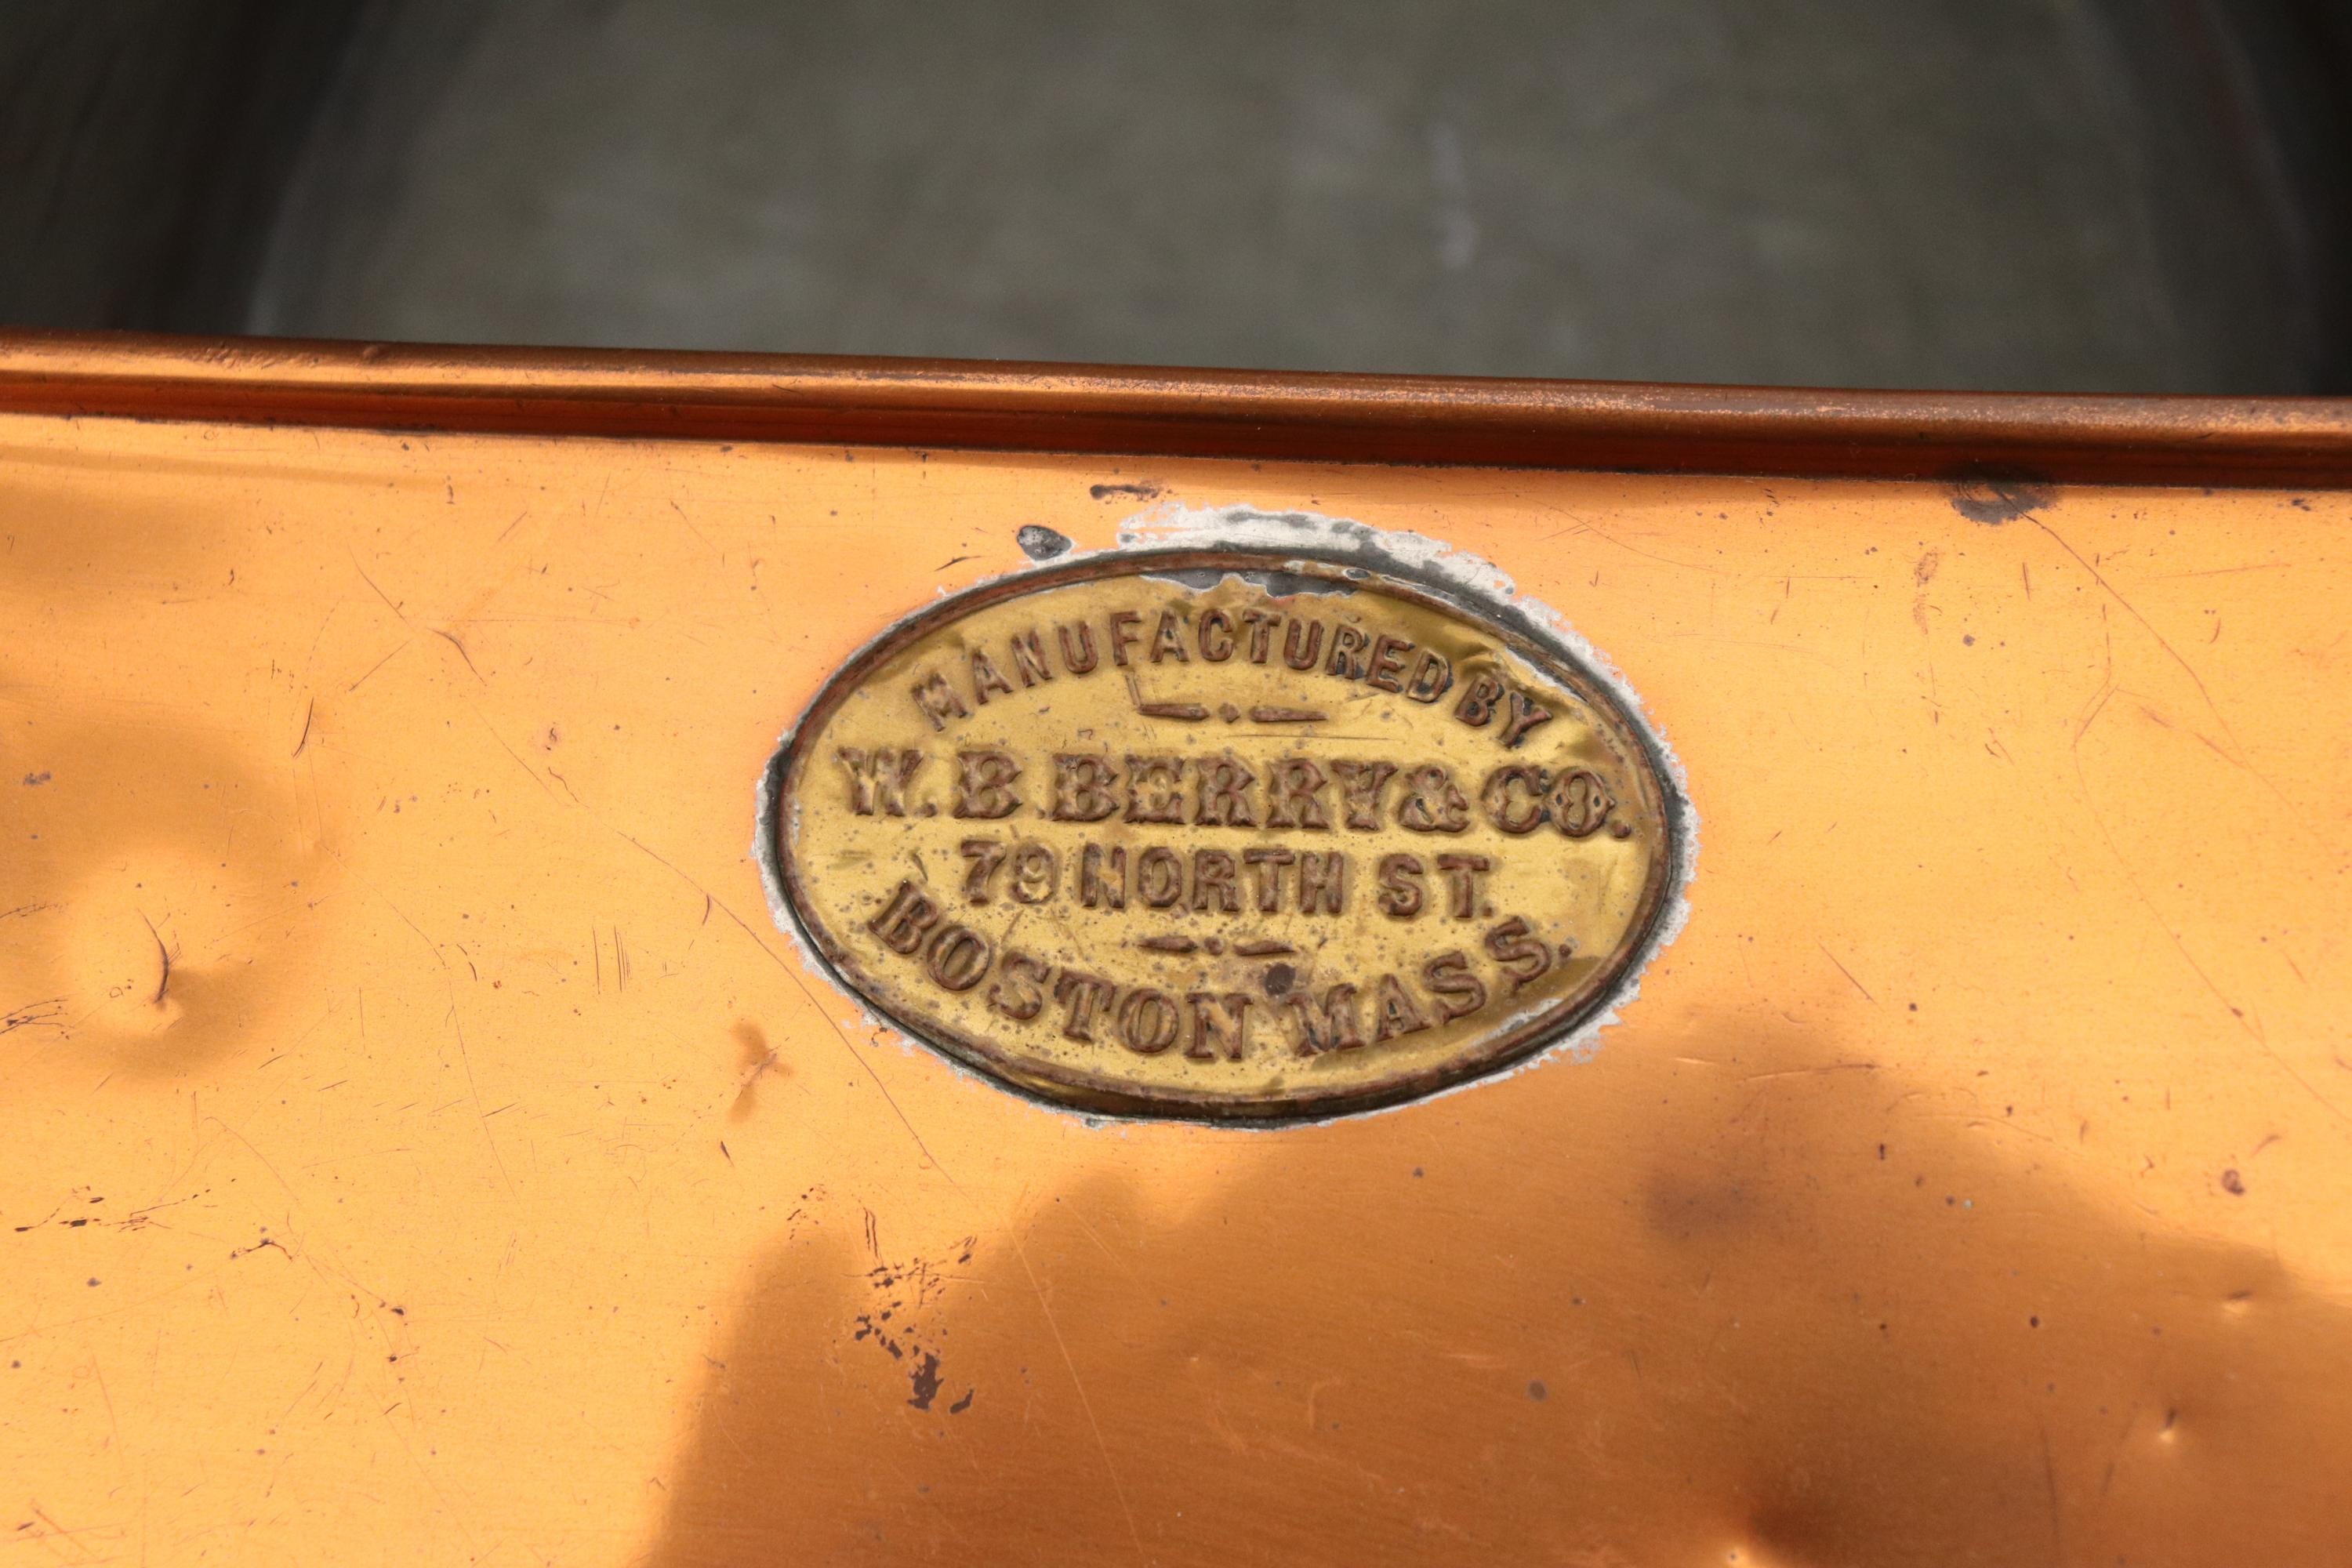 MANUFACTURED BY
W. B. BERRY & CO.
79 NORTH ST.
BOSTON MASS.